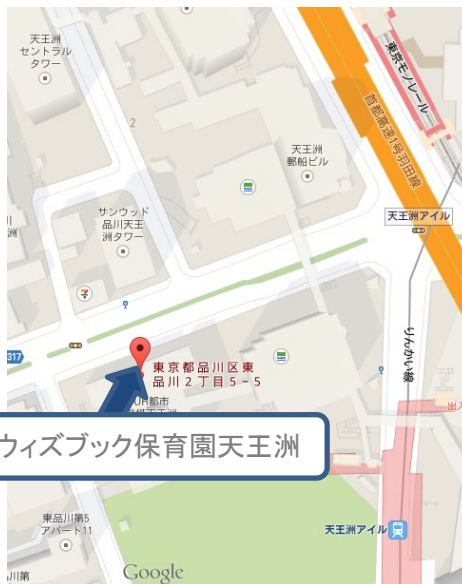 天王洲
セントラル
タワー
2
東京モノレール
首都高速1号羽田線
天王洲
郵船ビル
サンウッド
品川天王
洲タワー
天王洲アイル
317
りんかい線
東京都品川区東
品川2丁目5-5
ウィズブック保育園天王洲
東品川第5
アパート11
天王洲アイル
Google